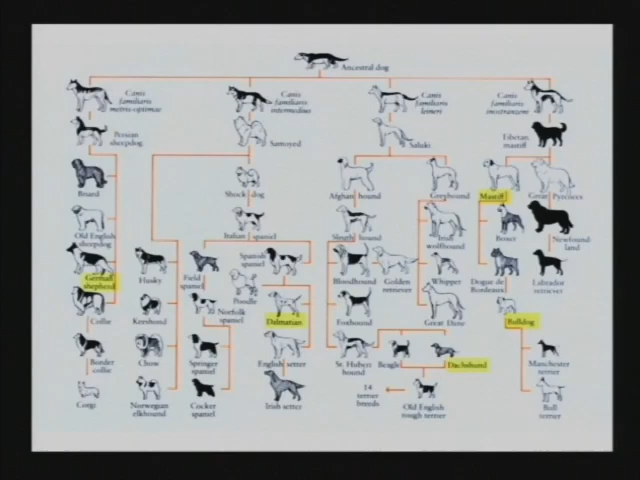 Ancestral dog
Canis
familiaris
metris-optimae
Canis
familiaris
intermedius
Canis
familiaris
leineri
Canis
familiaris
inostranzewi
Persian
sheepdog
Samoyed
Saluki
Tibetan
mastiff
Briard
Shock dog
Afghan hound
Greyhound
Mastiff
Great Pyrenees
Old English
sheepdog
Italian spaniel
Sleuth hound
Irish
wolfhound
Boxer
Newfound-
land
German
shepherd
Husky
Field
spaniel
Spanish
spaniel
Poodle
Bloodhound
Golden
retriever
Whippet
Dogue de
Bordeaux
Labrador
retriever
Collie
Keeshond
Norfolk
spaniel
Dalmatian
Foxhound
Great Dane
Bulldog
Border
collie
Chow
Springer
spaniel
English setter
St. Hubert
hound
Beagle
Dachshund
Manchester
terrier
Corgi
Norwegian
elkhound
Cocker
spaniel
Irish setter
14
terrier
breeds
Old English
rough terrier
Bull
terrier